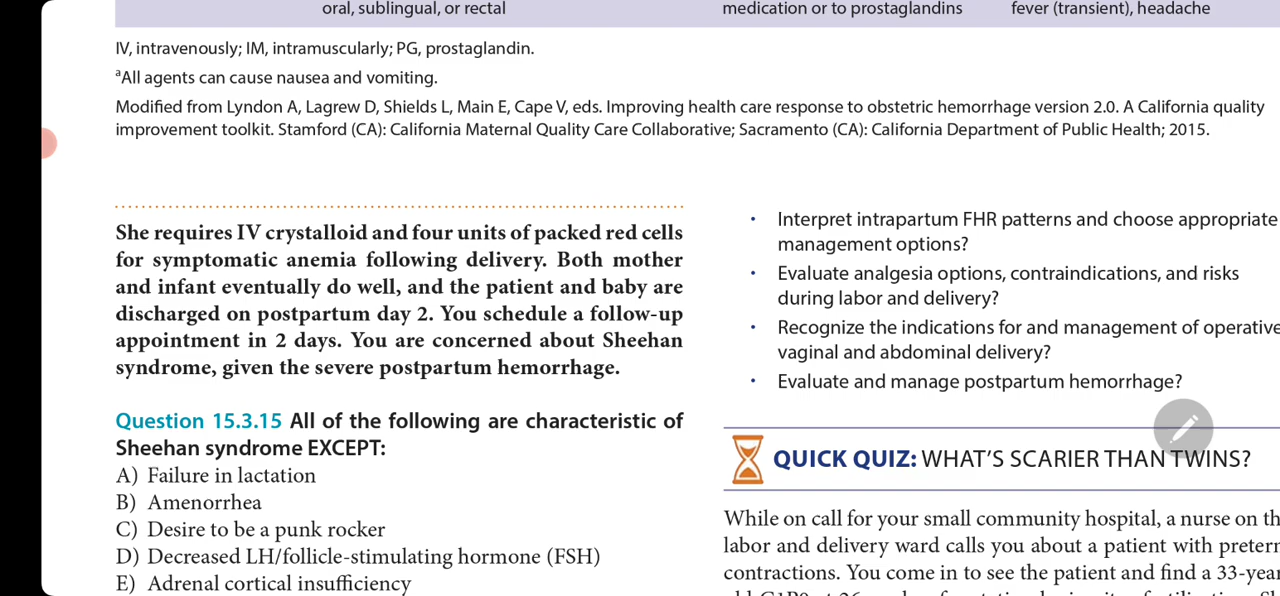 oral, sublingual, or rectal
medication or to prostaglandins
fever (transient), headache
IV, intravenously; IM, intramuscularly; PG, prostaglandin.
aAll agents can cause nausea and vomiting.
Modified from Lyndon A, Lagrew D, Shields L, Main E, Cape V, eds. Improving health care response to obstetric hemorrhage version 2.0. A California quality
improvement toolkit. Stamford (CA): California Maternal Quality Care Collaborative; Sacramento (CA): California Department of Public Health; 2015.
She requires IV crystalloid and four units of packed red cells
for symptomatic anemia following delivery. Both mother
and infant eventually do well, and the patient and baby are
discharged on postpartum day 2. You schedule a follow-up
appointment in 2 days. You are concerned about Sheehan
syndrome, given the severe postpartum hemorrhage.
Question 15.3.15 All of the following are characteristic of
Sheehan syndrome EXCEPT:
A) Failure in lactation
B) Amenorrhea
C) Desire to be a punk rocker
D) Decreased LH/follicle-stimulating hormone (FSH)
E) Adrenal cortical insufficiency
• Interpret intrapartum FHR patterns and choose appropriate
management options?
• Evaluate analgesia options, contraindications, and risks
during labor and delivery?
• Recognize the indications for and management of operative
vaginal and abdominal delivery?
• Evaluate and manage postpartum hemorrhage?
QUICK QUIZ: WHAT'S SCARIER THAN TWINS?
While on call for your small community hospital, a nurse on th
labor and delivery ward calls you about a patient with preterm
contractions. You come in to see the patient and find a 33-year